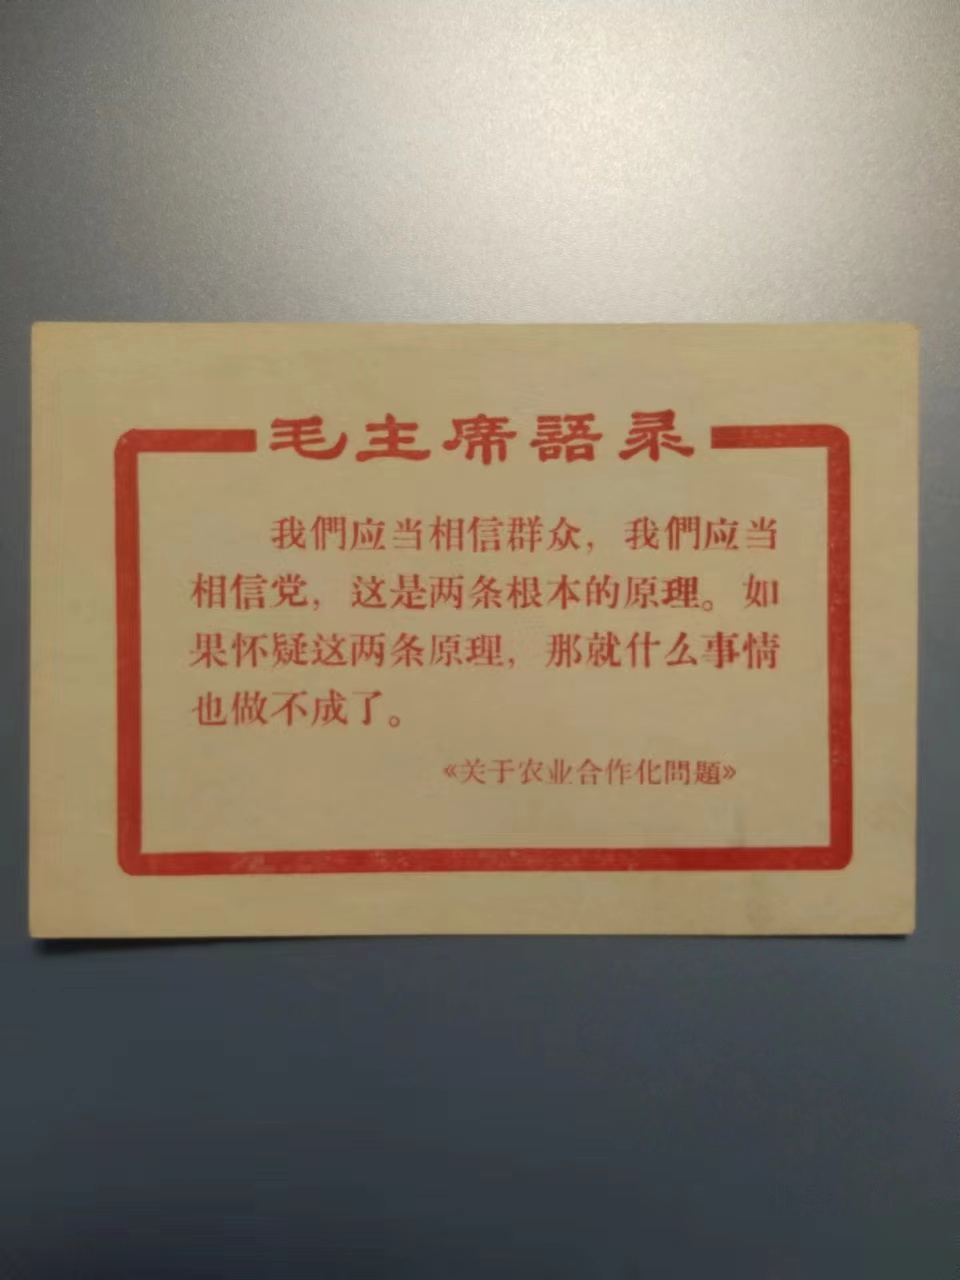 毛主席語录
我們应当相信群众，我們应当
相信党，这是两条根本的原理。如
果怀疑这两条原理，那就什么事情
也做不成了。
《关于农业合作化問題》